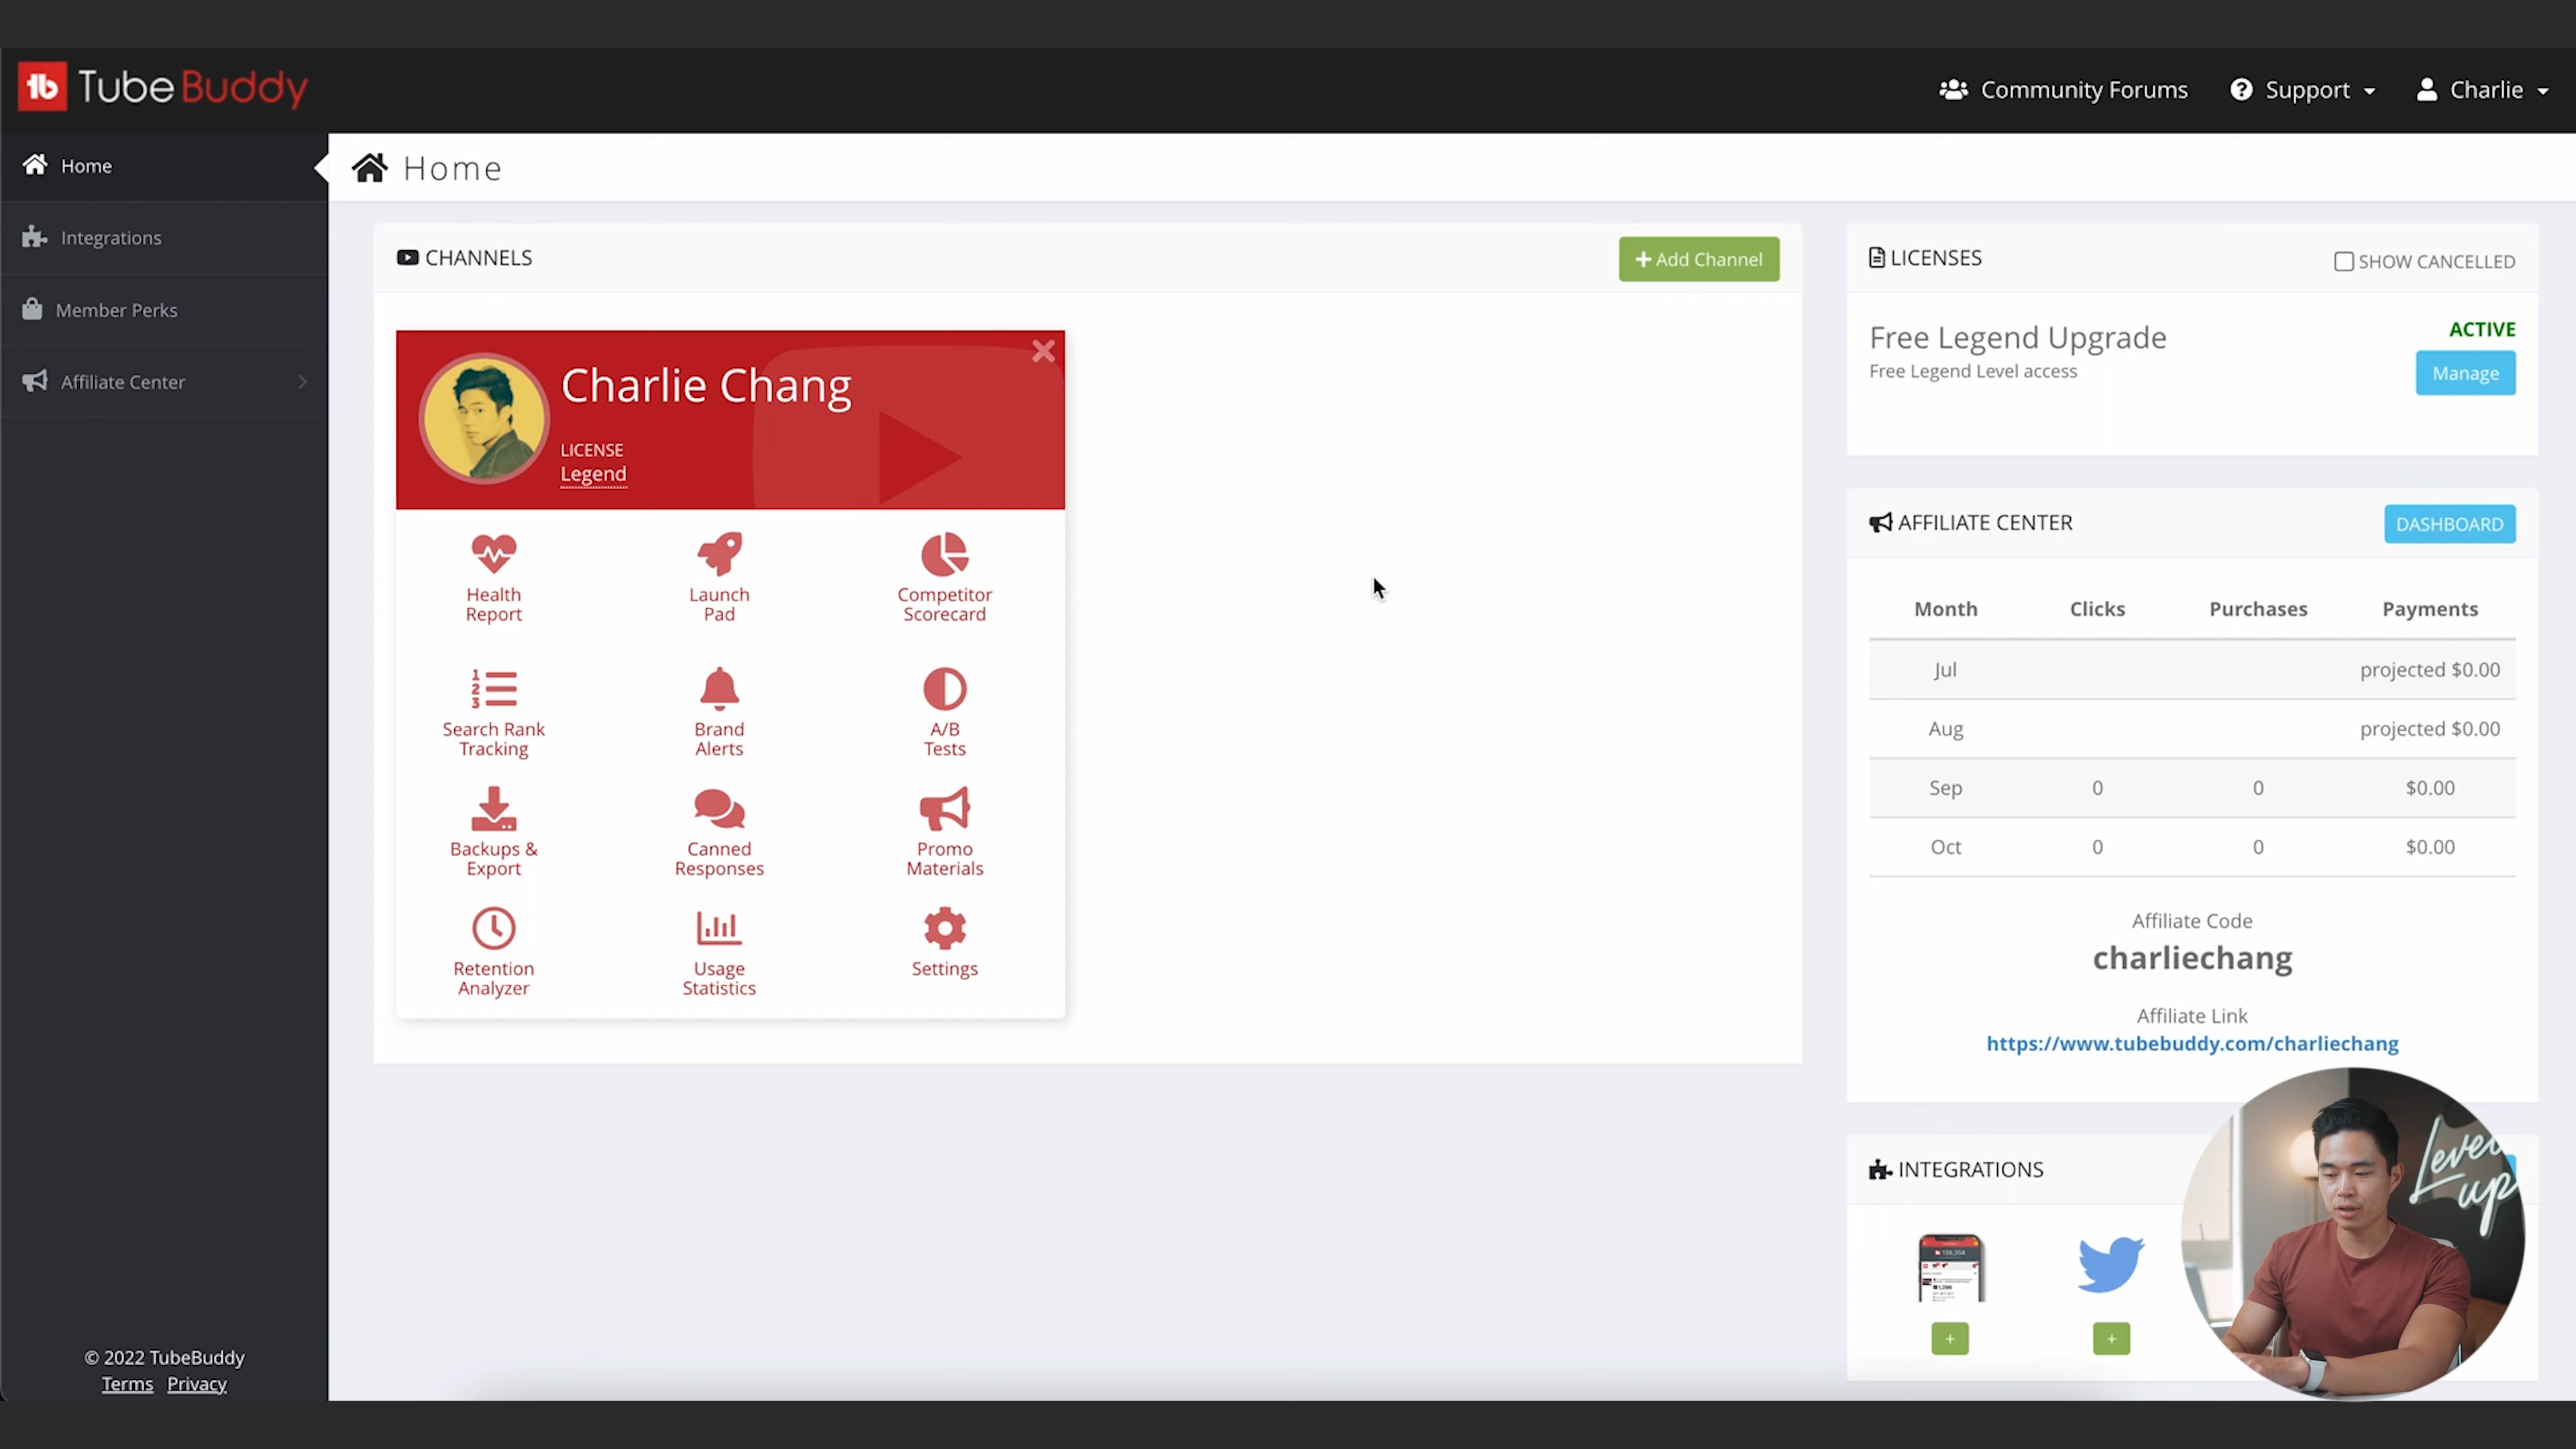 TubeBuddy
Community Forums
Support
Charlie
Home
Integrations
Member Perks
Affiliate Center
© 2022 TubeBuddy
Terms Privacy
Home
CHANNELS
+ Add Channel
Charlie Chang
LICENSE
Legend
Health
Report
Launch
Pad
Competitor
Scorecard
Search Rank
Tracking
Brand
Alerts
A/B
Tests
Backups &
Export
Canned
Responses
Promo
Materials
Retention
Analyzer
Usage
Statistics
Settings
LICENSES
SHOW CANCELLED
Free Legend Upgrade
ACTIVE
Free Legend Level access
Manage
AFFILIATE CENTER
DASHBOARD
Month Clicks Purchases Payments
Jul projected $0.00
Aug projected $0.00
Sep 0 0 $0.00
Oct 0 0 $0.00
Affiliate Code
charliechang
Affiliate Link
https://www.tubebuddy.com/charliechang
INTEGRATIONS
+ +
Level
up